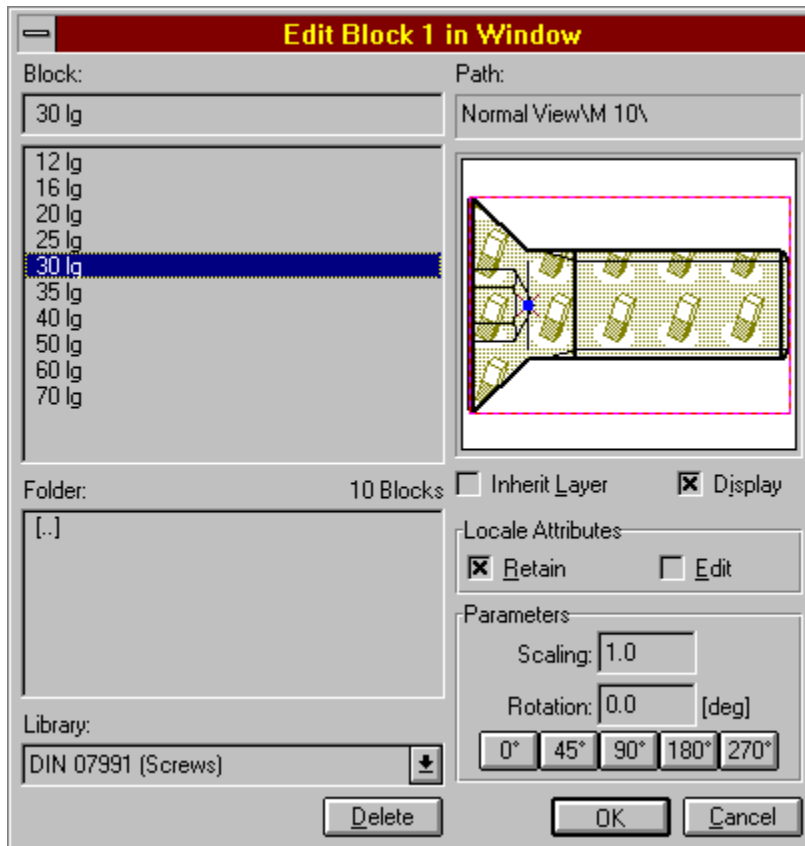 Edit Block 1 in Window
Block:
30 lg
12 lg
16 lg
20 lg
25 lg
30 lg
35 lg
40 lg
50 lg
60 lg
70 lg
Folder: 10 Blocks
[..]
Library:
DIN 07991 (Screws)
Delete
Path:
Normal View\M 10\
Inherit Layer Display
Locale Attributes
Retain Edit
Parameters
Scaling: 1.0
Rotation: 0.0 [deg]
0° 45° 90° 180° 270°
OK Cancel